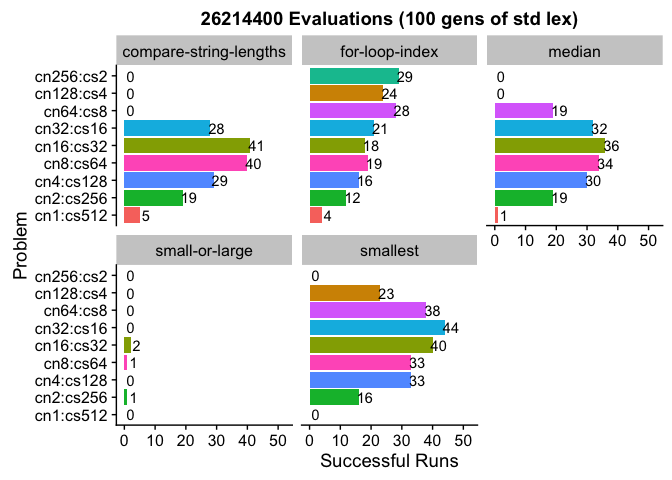 26214400 Evaluations (100 gens of std lex)
compare-string-lengths for-loop-index median
cn256:cs2 0 29 0
cn128:cs4 0 24 0
cn64:cs8 0 28 19
cn32:cs16 28 21 32
cn16:cs32 41 18 36
cn8:cs64 40 19 34
cn4:cs128 29 16 30
cn2:cs256 19 12 19
cn1:cs512 5 4 1
0 10 20 30 40 50
Problem
small-or-large smallest
cn256:cs2 0 0
cn128:cs4 0 23
cn64:cs8 0 38
cn32:cs16 0 44
cn16:cs32 2 40
cn8:cs64 1 33
cn4:cs128 0 33
cn2:cs256 1 16
cn1:cs512 0 0
0 10 20 30 40 50 0 10 20 30 40 50
Successful Runs